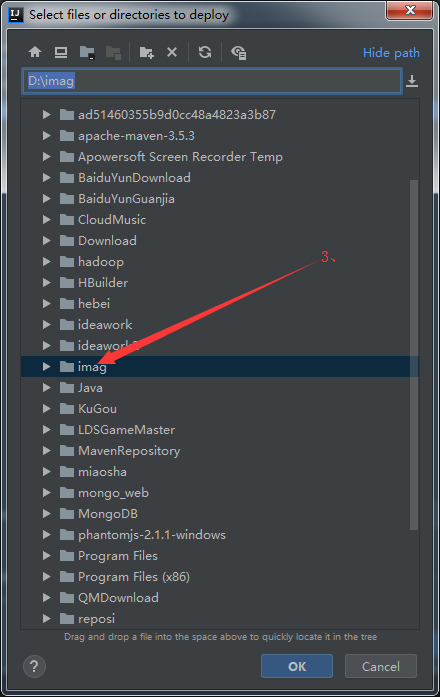 IJ Select files or directories to deploy
Hide path
D:\imag
ad51460355b9d0cc48a4823a3b87
apache-maven-3.5.3
Apowersoft Screen Recorder Temp
BaiduYunDownload
BaiduYunGuanjia
CloudMusic
Download
hadoop
3、
HBuilder
hebei
ideawork
imag
Java
KuGou
LDSGameMaster
MavenRepository
miaosha
mongo_web
MongoDB
phantomjs-2.1.1-windows
Program Files
Program Files (x86)
QMDownload
reposi
Drag and drop a file into the space above to quickly locate it in the tree
?
OK
Cancel